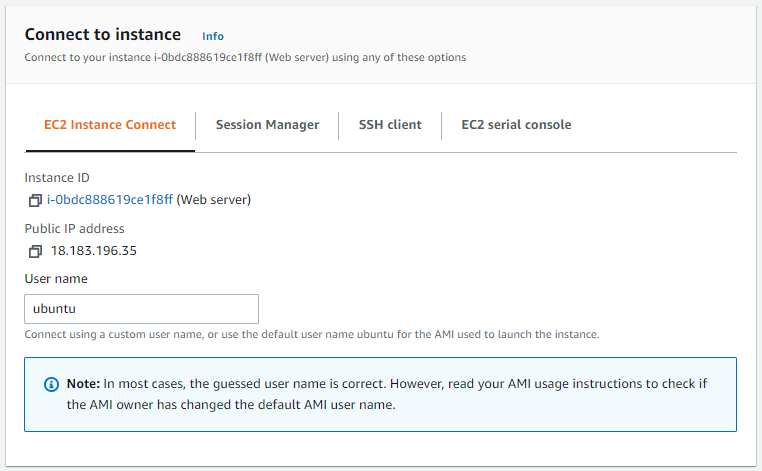 Connect to instance Info
Connect to your instance i-0bdc888619ce1f8ff (Web server) using any of these options
EC2 Instance Connect Session Manager SSH client EC2 serial console
Instance ID
i-0bdc888619ce1f8ff (Web server)
Public IP address
18.183.196.35
User name
ubuntu
Connect using a custom user name, or use the default user name ubuntu for the AMI used to launch the instance.
Note: In most cases, the guessed user name is correct. However, read your AMI usage instructions to check if
the AMI owner has changed the default AMI user name.